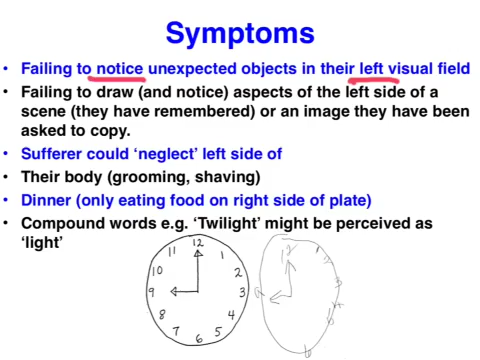 Symptoms
• Failing to notice unexpected objects in their left visual field
• Failing to draw (and notice) aspects of the left side of a
scene (they have remembered) or an image they have been
asked to copy.
• Sufferer could ‘neglect’ left side of
• Their body (grooming, shaving)
• Dinner (only eating food on right side of plate)
• Compound words e.g. ‘Twilight’ might be perceived as
‘light’
12
11 1
10 2
9 3
8 4
7 5
6
12
6